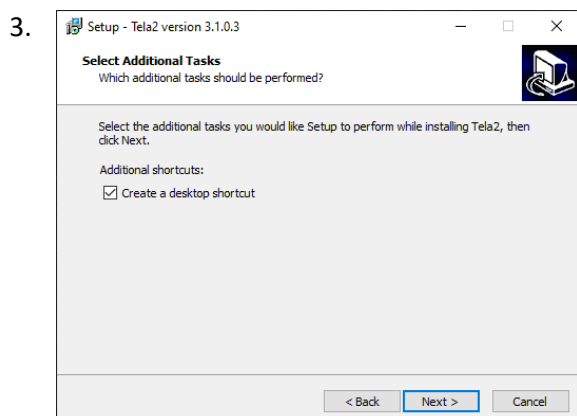 3.
Setup - Tela2 version 3.1.0.3
Select Additional Tasks
Which additional tasks should be performed?
Select the additional tasks you would like Setup to perform while installing Tela2, then
click Next.
Additional shortcuts:
Create a desktop shortcut
< Back Next > Cancel